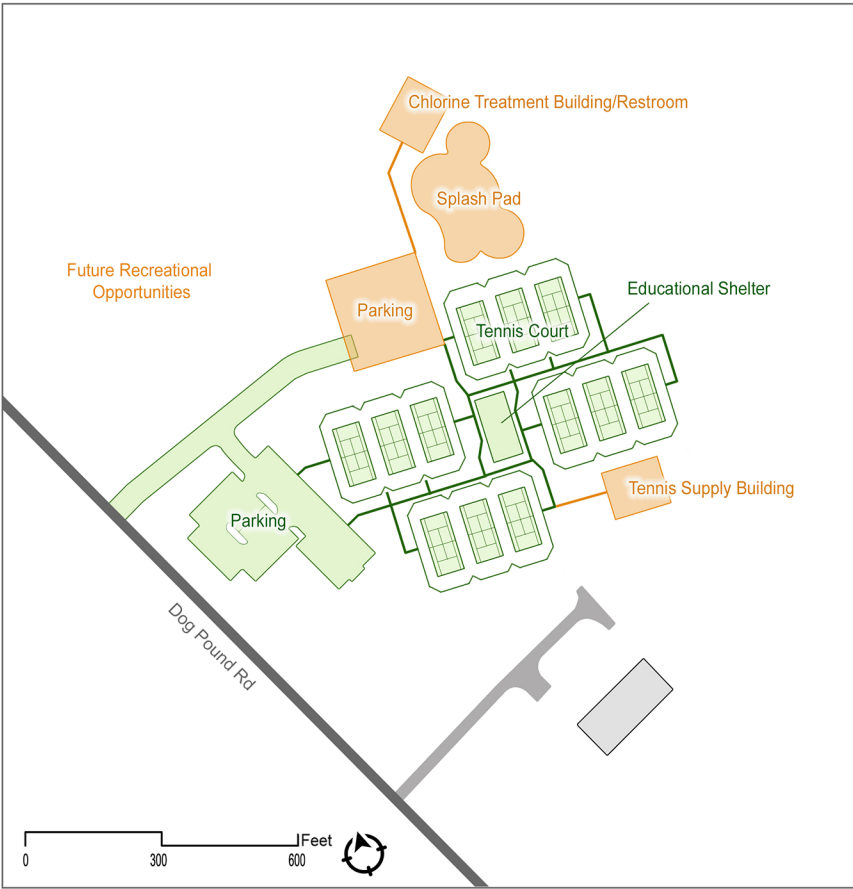 Chlorine Treatment Building/Restroom
Splash Pad
Future Recreational
Opportunities
Educational Shelter
Parking
Tennis Court
Tennis Supply Building
Parking
Dog Pound Rd
Feet
0
300
600